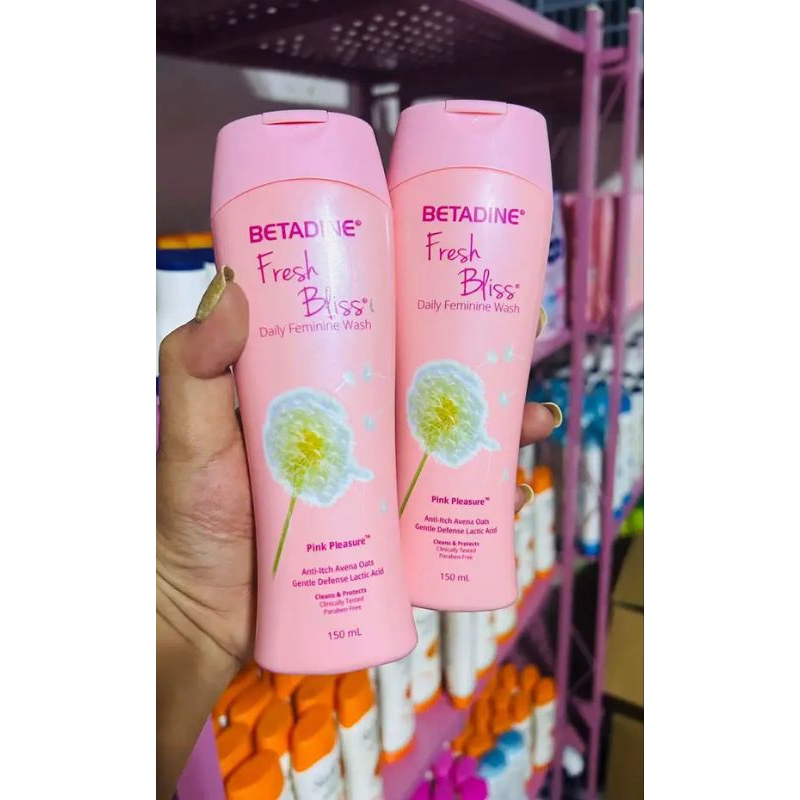 BETADINE®
Fresh
Bliss®
Daily Feminine Wash
Pink Pleasure™
Anti-Itch Avena Oats
Gentle Defense Lactic Acid
Cleans & Protects
Clinically Tested
Paraben Free
150 mL
BETADINE®
Fresh
Bliss®
Daily Feminine Wash
Pink Pleasure™
Anti-Itch Avena Oats
Gentle Defense Lactic Acid
Cleans & Protects
Clinically Tested
Paraben Free
150 mL